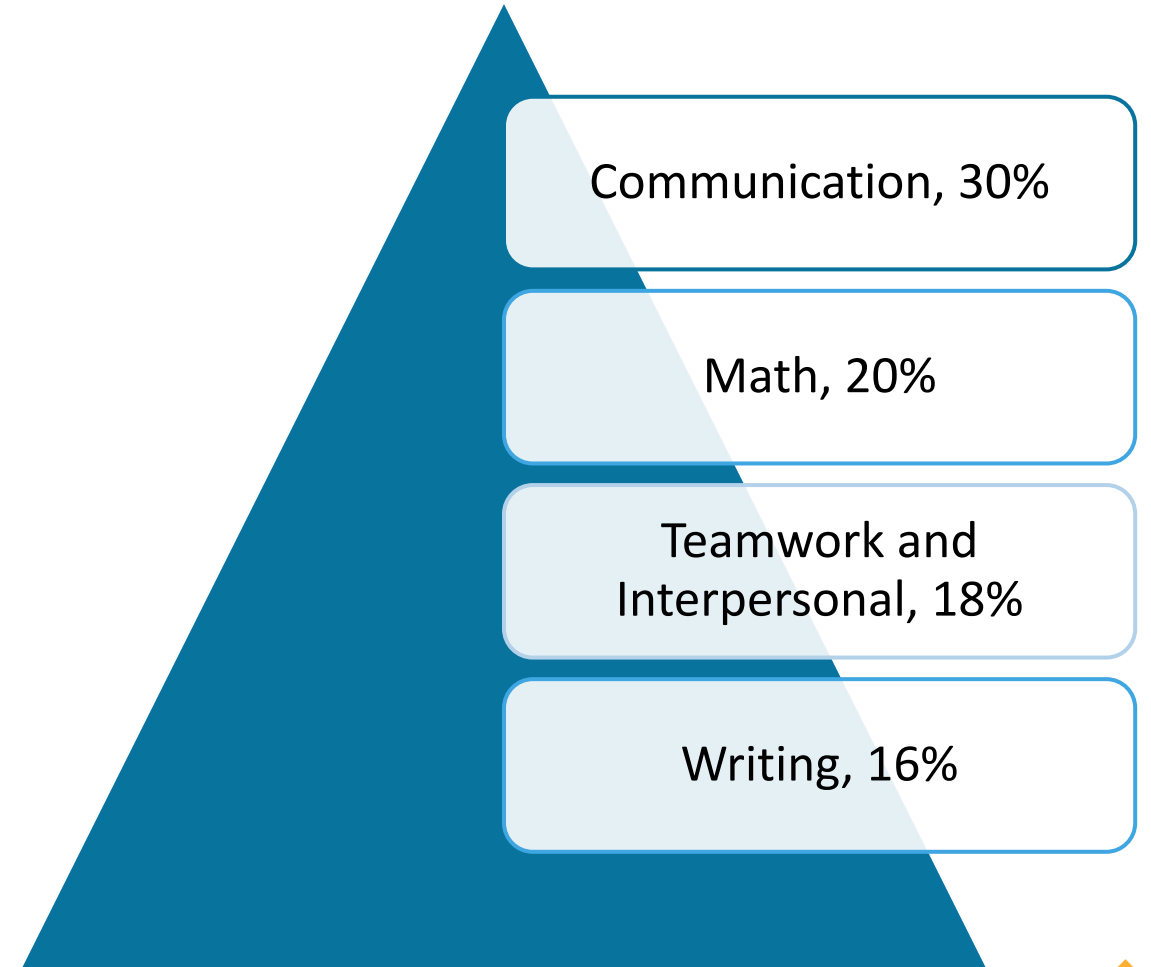 Communication, 30%
Math, 20%
Teamwork and
Interpersonal, 18%
Writing, 16%